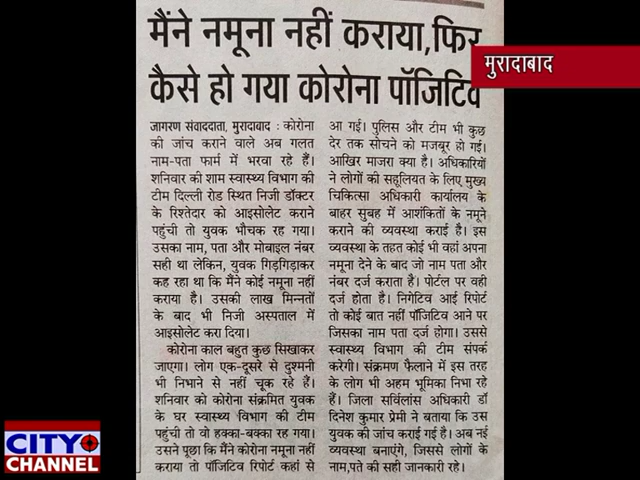 मैंने नमूना नहीं कराया,फिर
कैसे हो गया कोरोना पॉजिटिव
मुरादाबाद
जागरण संवाददाता, मुरादाबाद : कोरोना
की जांच कराने वाले अब गलत
नाम-पता फार्म में भरवा रहे हैं।
शनिवार की शाम स्वास्थ्य विभाग की
टीम दिल्ली रोड स्थित निजी डॉक्टर
के रिश्तेदार को आइसोलेट कराने
पहुंची तो युवक भौचक रह गया।
उसका नाम, पता और मोबाइल नंबर
सही था लेकिन, युवक गिड़गिड़ाकर
कह रहा था कि मैंने कोई नमूना नहीं
कराया है। उसकी लाख मिन्नतों
के बाद भी निजी अस्पताल में
आइसोलेट करा दिया।
कोरोना काल बहुत कुछ सिखाकर
जाएगा। लोग एक-दूसरे से दुश्मनी
भी निभाने से नहीं चूक रहे हैं।
शनिवार को कोरोना संक्रमित युवक
के घर स्वास्थ्य विभाग की टीम
पहुंची तो वो हक्का-बक्का रह गया।
उसने पूछा कि मैंने कोरोना नमूना नहीं
कराया तो पॉजिटिव रिपोर्ट कहां से
आ गई। पुलिस और टीम भी कुछ
देर तक सोचने को मजबूर हो गई।
आखिर माजरा क्या है। अधिकारियों
ने लोगों की सहूलियत के लिए मुख्य
चिकित्सा अधिकारी कार्यालय के
बाहर सुबह में आशंकितों के नमूने
कराने की व्यवस्था कराई है। इस
व्यवस्था के तहत कोई भी वहां अपना
नमूना देने के बाद जो नाम पता और
नंबर दर्ज कराता है। पोर्टल पर वही
दर्ज होता है। निगेटिव आई रिपोर्ट
तो कोई बात नहीं पॉजिटिव आने पर
जिसका नाम पता दर्ज होगा। उससे
स्वास्थ्य विभाग की टीम संपर्क
करेगी। संक्रमण फैलाने में इस तरह
के लोग भी अहम भूमिका निभा रहे
हैं। जिला सर्विलांस अधिकारी डॉ
दिनेश कुमार प्रेमी ने बताया कि उस
युवक की जांच कराई गई है। अब नई
व्यवस्था बनाएंगे, जिससे लोगों के
नाम,पते की सही जानकारी रहे।
CITY
CHANNEL